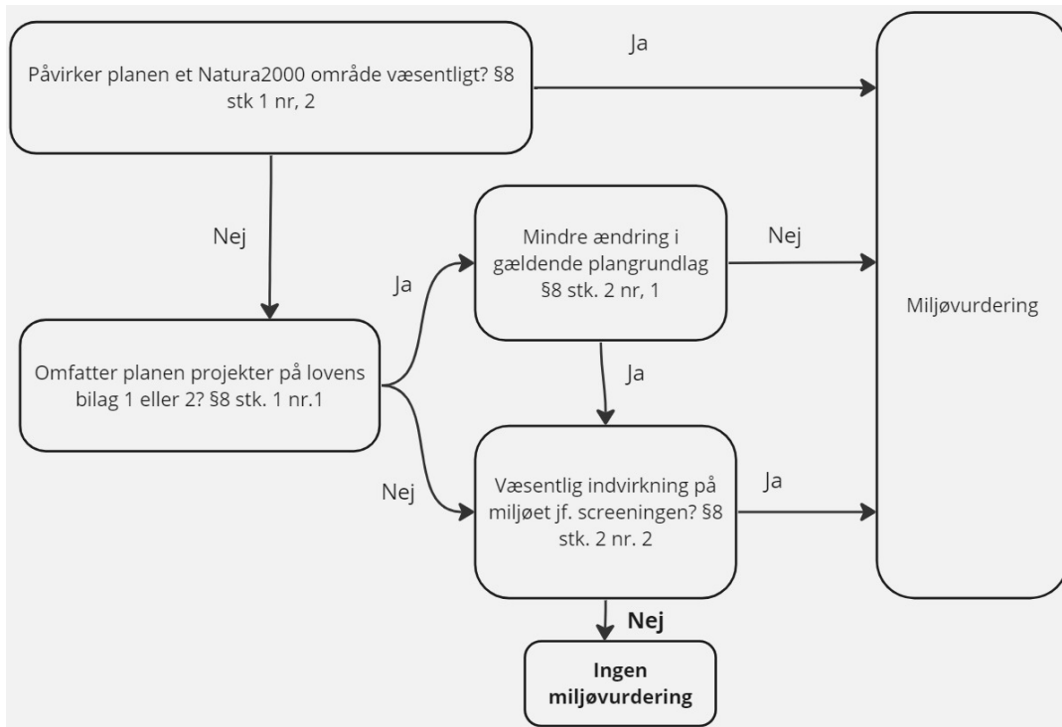 Påvirker planen et Natura2000 område væsentligt? §8
stk 1 nr, 2
Ja
Nej
Omfatter planen projekter på lovens
bilag 1 eller 2? §8 stk. 1 nr.1
Ja
Nej
Mindre ændring i
gældende plangrundlag
§8 stk. 2 nr, 1
Nej
Ja
Væsentlig indvirkning på
miljøet jf. screeningen? §8
stk. 2 nr. 2
Ja
Nej
Ingen
miljøvurdering
Miljøvurdering